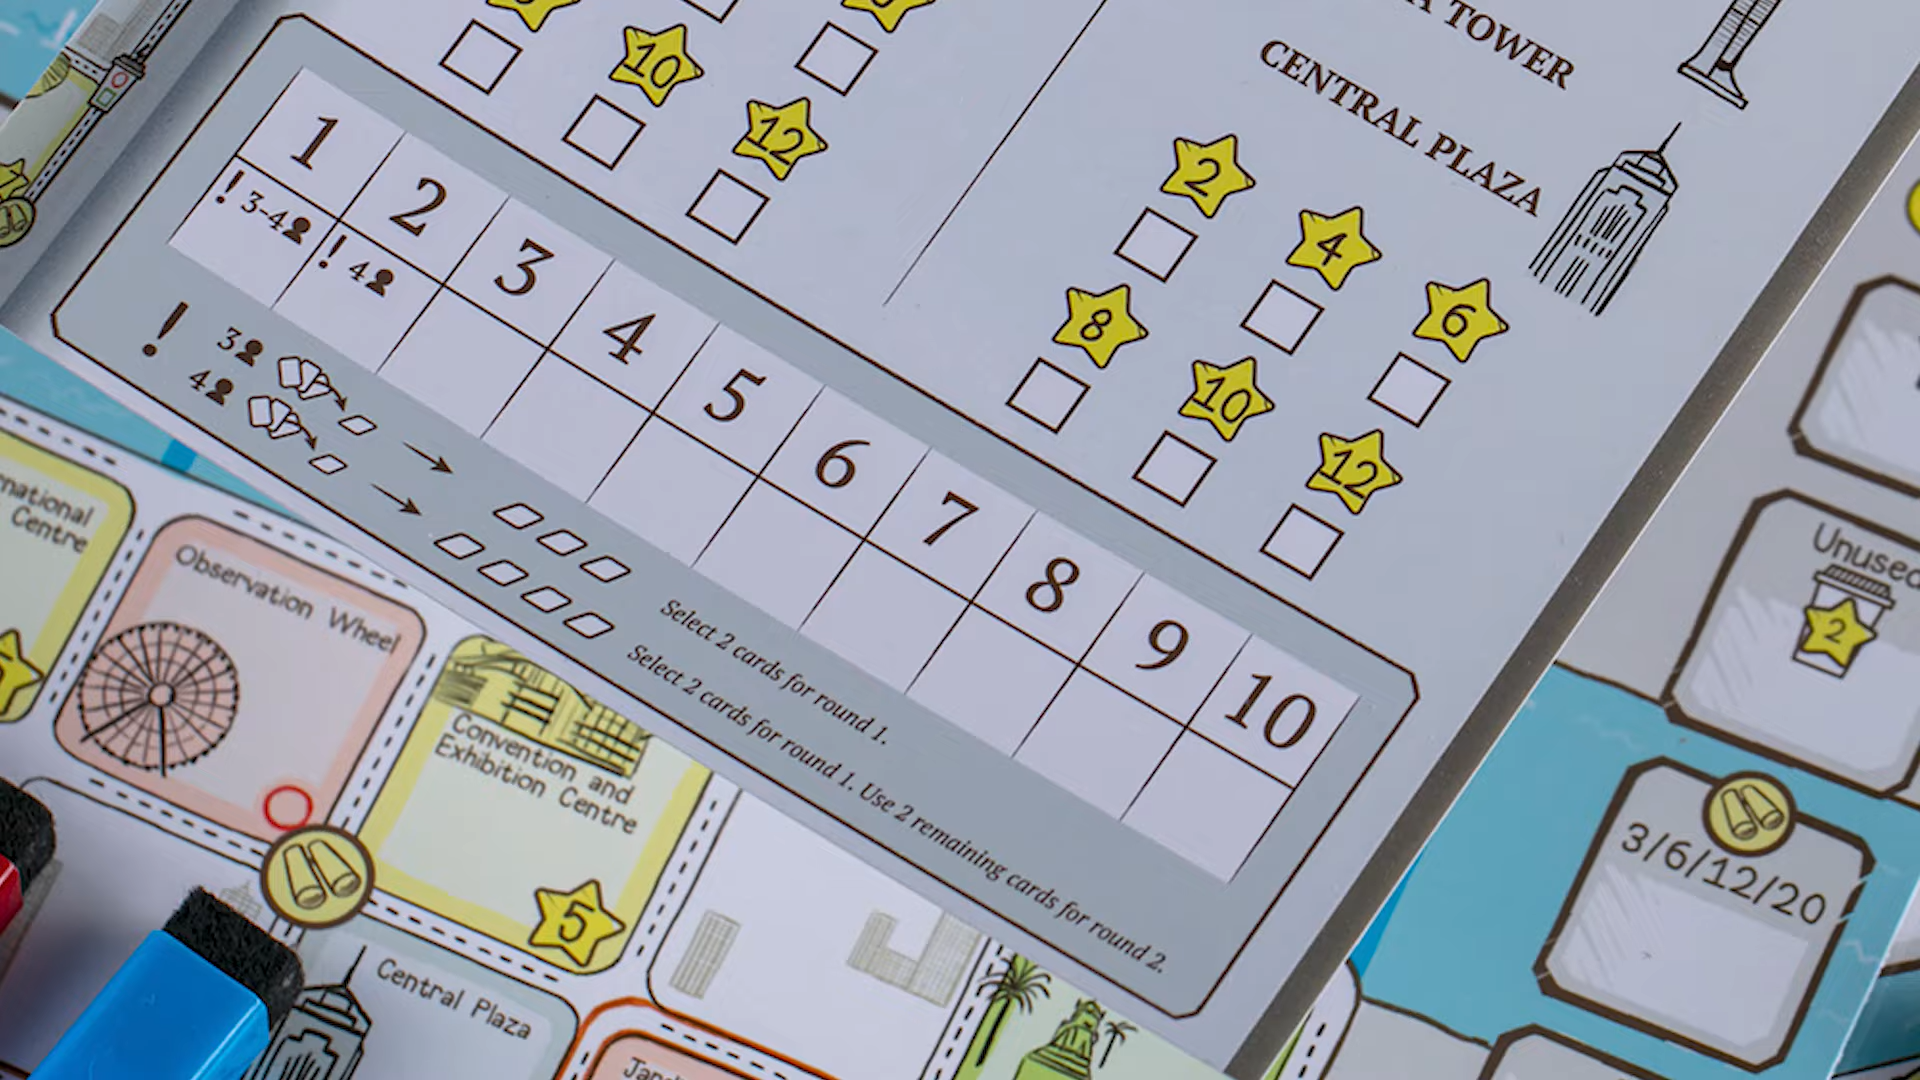 10
12
A TOWER
CENTRAL PLAZA
2
4
6
8
10
12
1 2 3 4 5 6 7 8 9 10
! 3-4
! 4
!
3
4
Select 2 cards for round 1.
Select 2 cards for round 1. Use 2 remaining cards for round 2.
Centre
Observation Wheel
Convention and
Exhibition Centre
5
Central Plaza
Unused
2
3/6/12/20